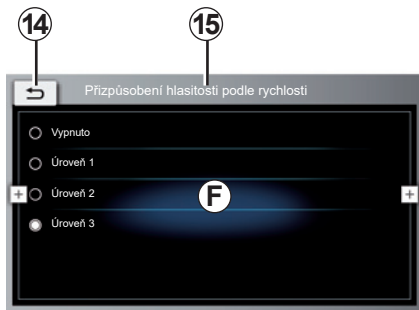 14 15
Přizpůsobení hlasitosti podle rychlosti
Vypnuto
Úroveň 1
Úroveň 2
+ F +
Úroveň 3